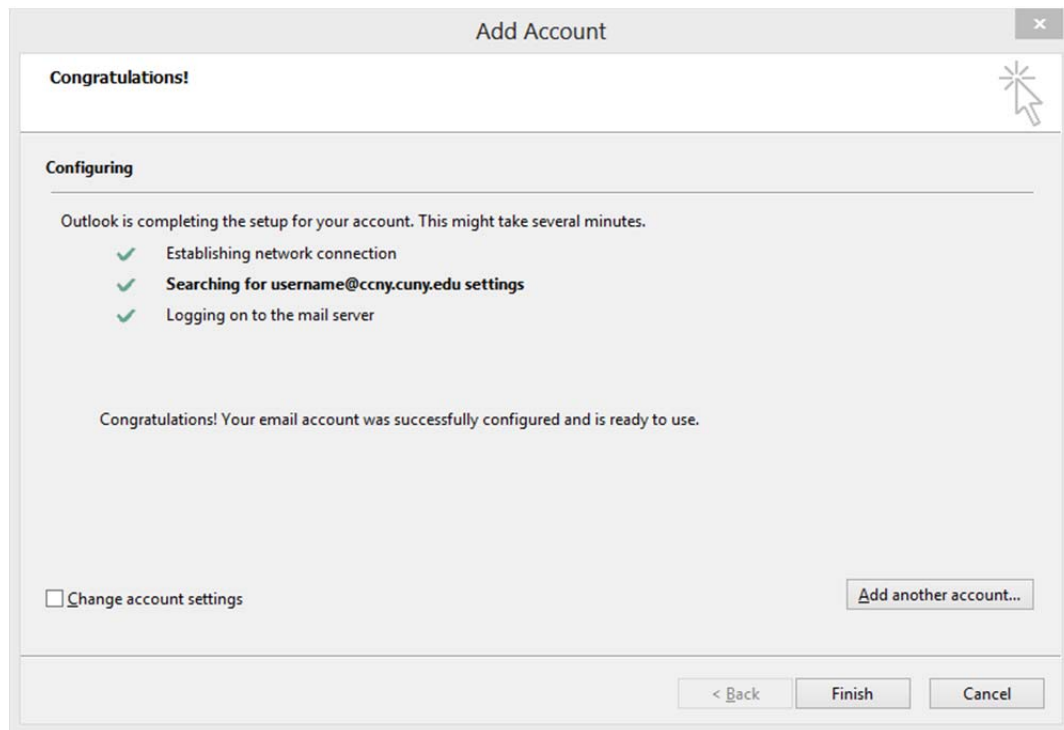 Add Account
Congratulations!
Configuring
Outlook is completing the setup for your account. This might take several minutes.
Establishing network connection
Searching for username@ccny.cuny.edu settings
Logging on to the mail server
Congratulations! Your email account was successfully configured and is ready to use.
Change account settings
Add another account...
< Back
Finish
Cancel